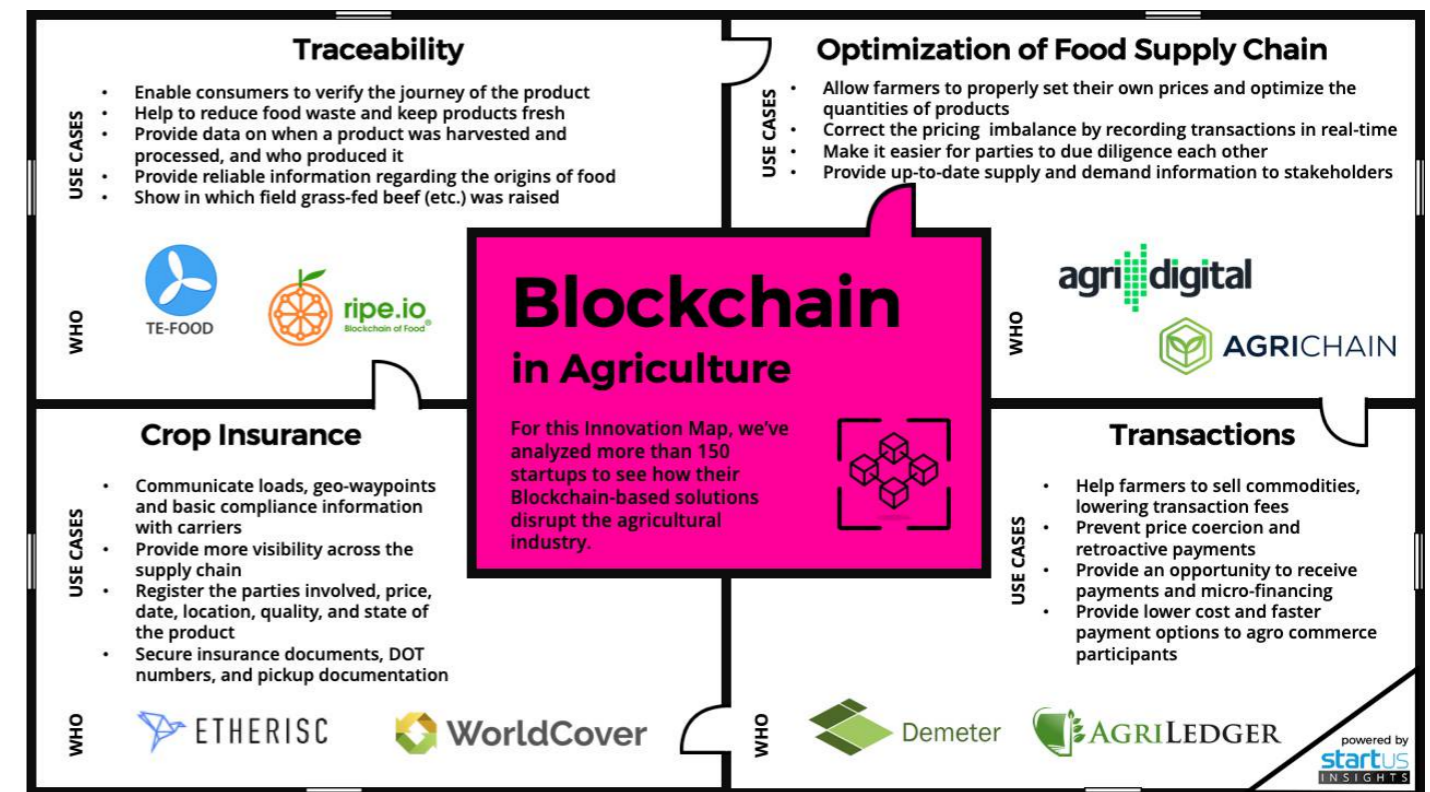 Traceability
USE CASES
• Enable consumers to verify the journey of the product
• Help to reduce food waste and keep products fresh
• Provide data on when a product was harvested and
processed, and who produced it
• Provide reliable information regarding the origins of food
• Show in which field grass-fed beef (etc.) was raised
WHO
TE-FOOD
ripe.io
Blockchain of Food®
Optimization of Food Supply Chain
USE CASES
• Allow farmers to properly set their own prices and optimize the
quantities of products
• Correct the pricing imbalance by recording transactions in real-time
• Make it easier for parties to due diligence each other
• Provide up-to-date supply and demand information to stakeholders
WHO
agri digital
AGRICHAIN
Blockchain
in Agriculture
For this Innovation Map, we've
analyzed more than 150
startups to see how their
Blockchain-based solutions
disrupt the agricultural
industry.
Crop Insurance
USE CASES
• Communicate loads, geo-waypoints
and basic compliance information
with carriers
• Provide more visibility across the
supply chain
• Register the parties involved, price,
date, location, quality, and state of
the product
• Secure insurance documents, DOT
numbers, and pickup documentation
WHO
ETHERISC
WorldCover
Transactions
USE CASES
• Help farmers to sell commodities,
lowering transaction fees
• Prevent price coercion and
retroactive payments
• Provide an opportunity to receive
payments and micro-financing
• Provide lower cost and faster
payment options to agro commerce
participants
WHO
Demeter
AGRILEDGER
powered by
startus
INSIGHTS